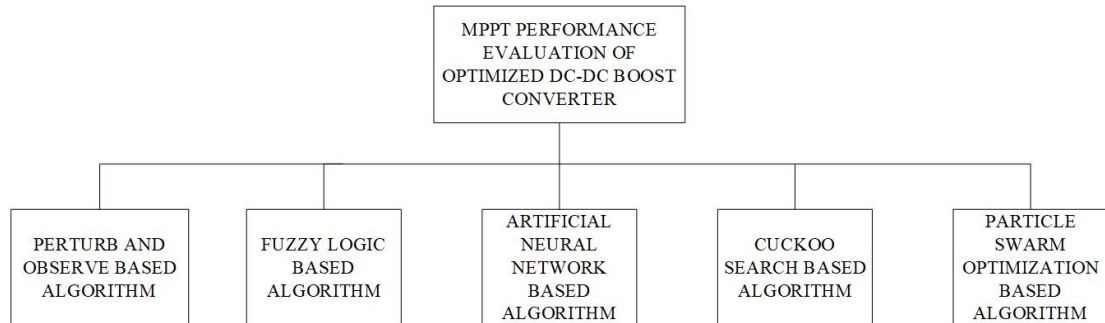 MPPT PERFORMANCE
EVALUATION OF
OPTIMIZED DC-DC BOOST
CONVERTER
PERTURB AND
OBSERVE BASED
ALGORITHM
FUZZY LOGIC
BASED
ALGORITHM
ARTIFICIAL
NEURAL
NETWORK
BASED
ALGORITHM
CUCKOO
SEARCH BASED
ALGORITHM
PARTICLE
SWARM
OPTIMIZATION
BASED
ALGORITHM